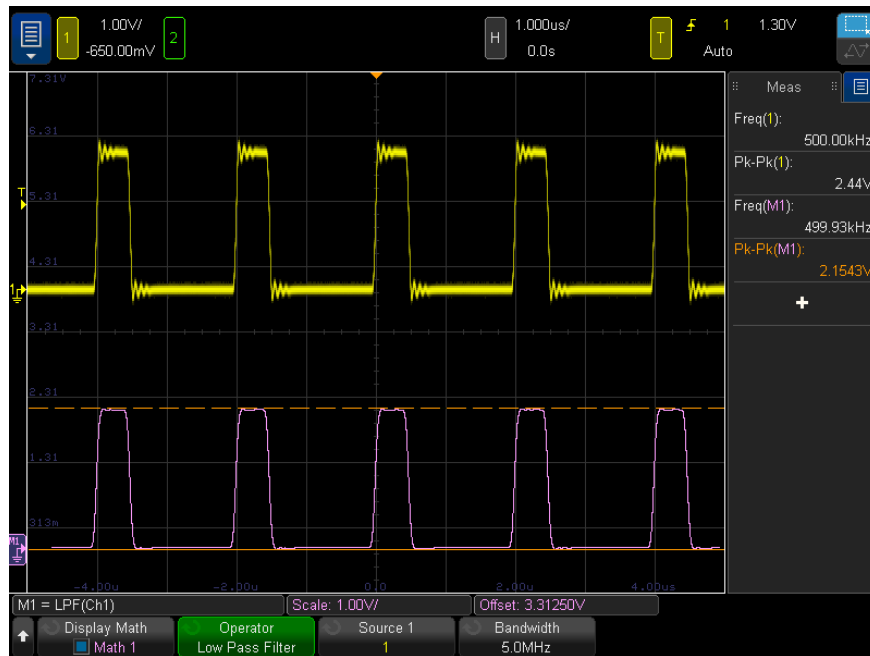 1 1.00V/ 2 H 1.000us/ T 1 1.30V
-650.00mV 0.0s Auto
7.31V
6.31
5.31
4.31
3.31
2.31
1.31
313m
T
1
M1
-4.00u -2.00u 0.0 2.00u 4.00us
Meas
Freq(1):
500.00kHz
Pk-Pk(1):
2.44V
Freq(M1):
499.93kHz
Pk-Pk(M1):
2.1543V
+
M1 = LPF(Ch1) Scale: 1.00V/ Offset: 3.31250V
Display Math Operator Source 1 Bandwidth
Math 1 Low Pass Filter 1 5.0MHz